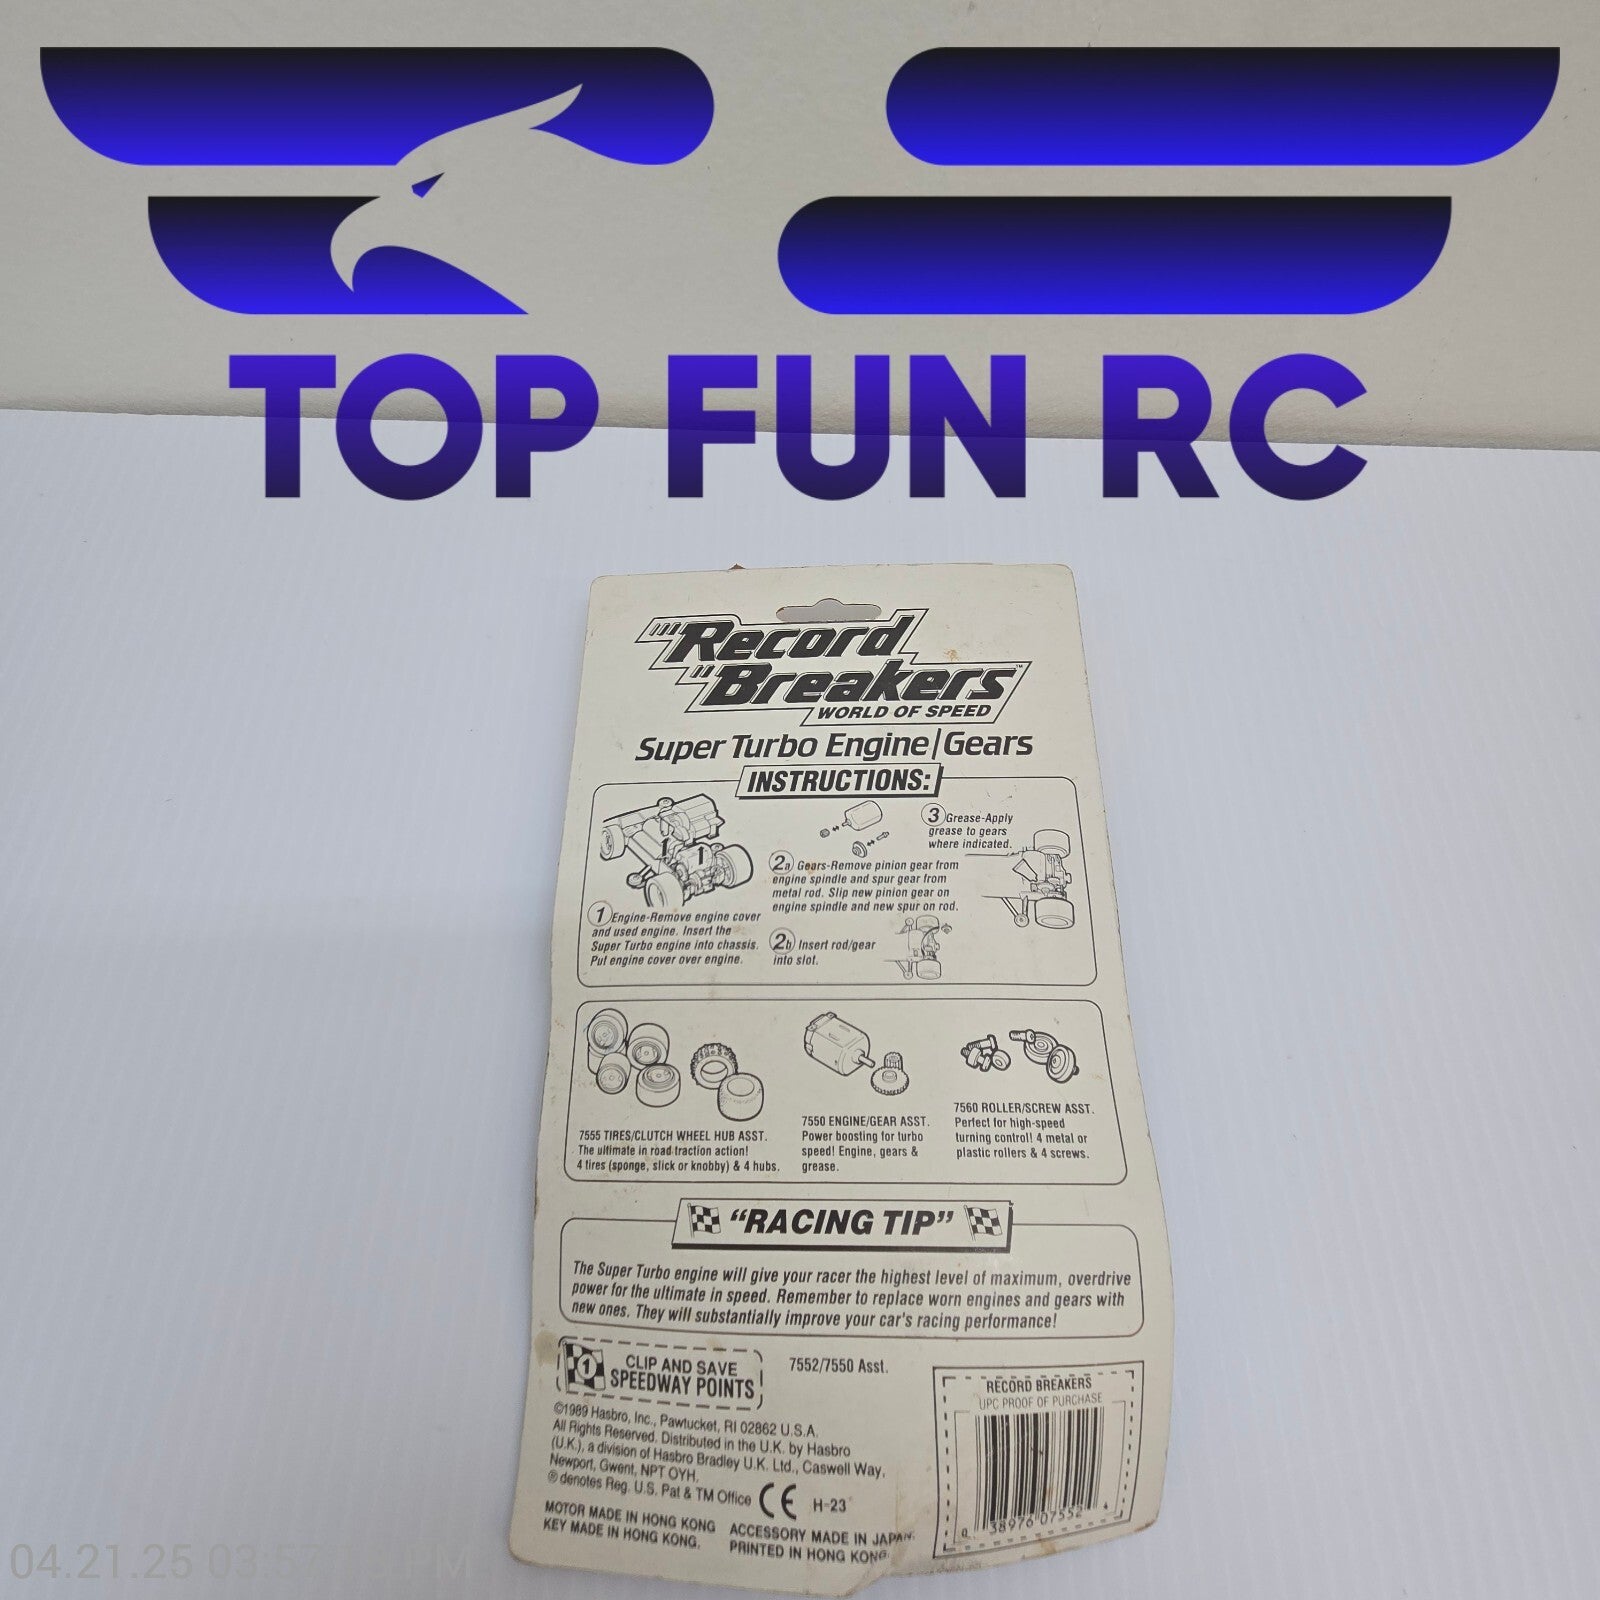 TOP FUN RC
Record
Breakers™
WORLD OF SPEED
Super Turbo Engine/Gears
INSTRUCTIONS:
1 Engine-Remove engine cover
and used engine. Insert the
Super Turbo engine into chassis.
Put engine cover over engine.
2a Gears-Remove pinion gear from
engine spindle and spur gear from
metal rod. Slip new pinion gear on
engine spindle and new spur on rod.
2b Insert rod/gear
into slot.
3 Grease-Apply
grease to gears
where indicated.
7555 TIRES/CLUTCH WHEEL HUB ASST.
The ultimate in road traction action!
4 tires (sponge, slick or knobby) & 4 hubs.
7550 ENGINE/GEAR ASST.
Power boosting for turbo
speed! Engine, gears &
grease.
7560 ROLLER/SCREW ASST.
Perfect for high-speed
turning control! 4 metal or
plastic rollers & 4 screws.
"RACING TIP"
The Super Turbo engine will give your racer the highest level of maximum, overdrive
power for the ultimate in speed. Remember to replace worn engines and gears with
new ones. They will substantially improve your car's racing performance!
1 CLIP AND SAVE
SPEEDWAY POINTS
7552/7550 Asst.
©1989 Hasbro, Inc., Pawtucket, RI 02862 U.S.A.
All Rights Reserved. Distributed in the U.K. by Hasbro
(U.K.), a division of Hasbro Bradley U.K. Ltd., Caswell Way,
Newport, Gwent, NPT OYH.
® denotes Reg. U.S. Pat & TM Office CE H-23
MOTOR MADE IN HONG KONG
KEY MADE IN HONG KONG.
ACCESSORY MADE IN JAPAN.
PRINTED IN HONG KONG.
RECORD BREAKERS
UPC PROOF OF PURCHASE
0 38976 07552 4
04.21.25 03:57 PM